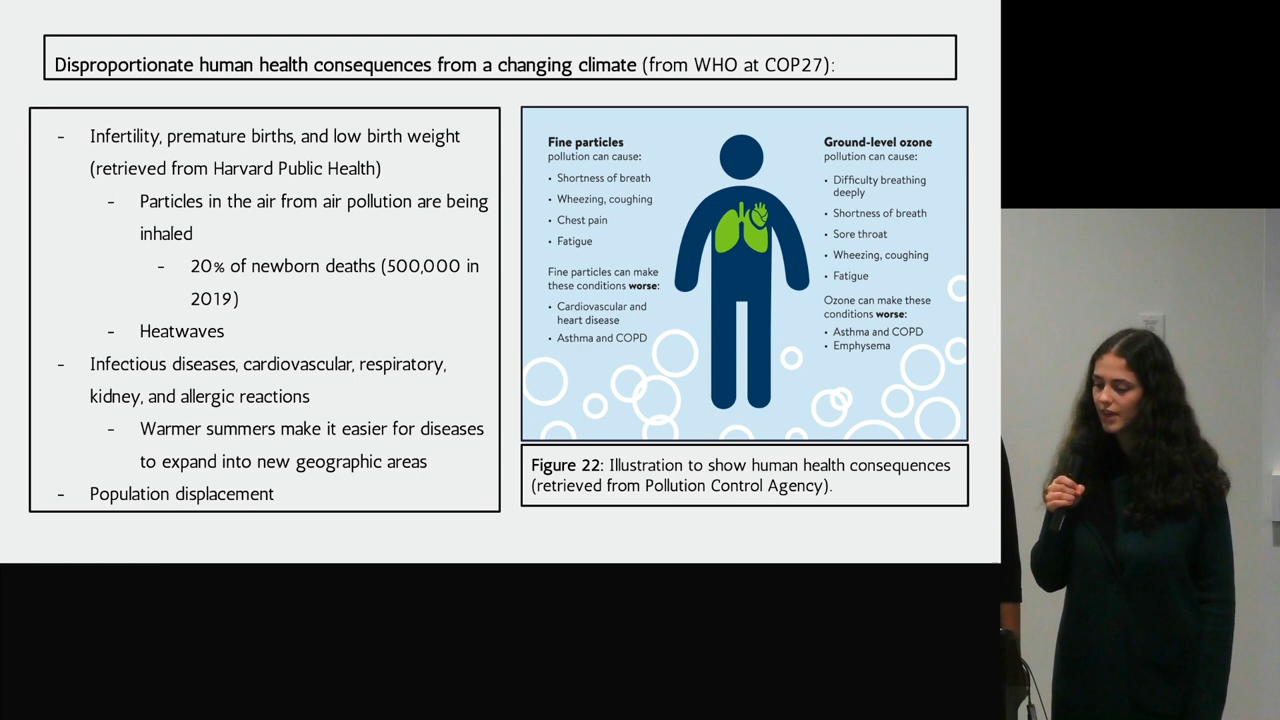 Disproportionate human health consequences from a changing climate (from WHO at COP27):
- Infertility, premature births, and low birth weight
(retrieved from Harvard Public Health)
- Particles in the air from air pollution are being
inhaled
- 20% of newborn deaths (500,000 in
2019)
- Heatwaves
- Infectious diseases, cardiovascular, respiratory,
kidney, and allergic reactions
- Warmer summers make it easier for diseases
to expand into new geographic areas
- Population displacement
Fine particles
pollution can cause:
• Shortness of breath
• Wheezing, coughing
• Chest pain
• Fatigue
Fine particles can make
these conditions worse:
• Cardiovascular and
heart disease
• Asthma and COPD
Ground-level ozone
pollution can cause:
• Difficulty breathing
deeply
• Shortness of breath
• Sore throat
• Wheezing, coughing
• Fatigue
Ozone can make these
conditions worse:
• Asthma and COPD
• Emphysema
Figure 22: Illustration to show human health consequences
(retrieved from Pollution Control Agency).